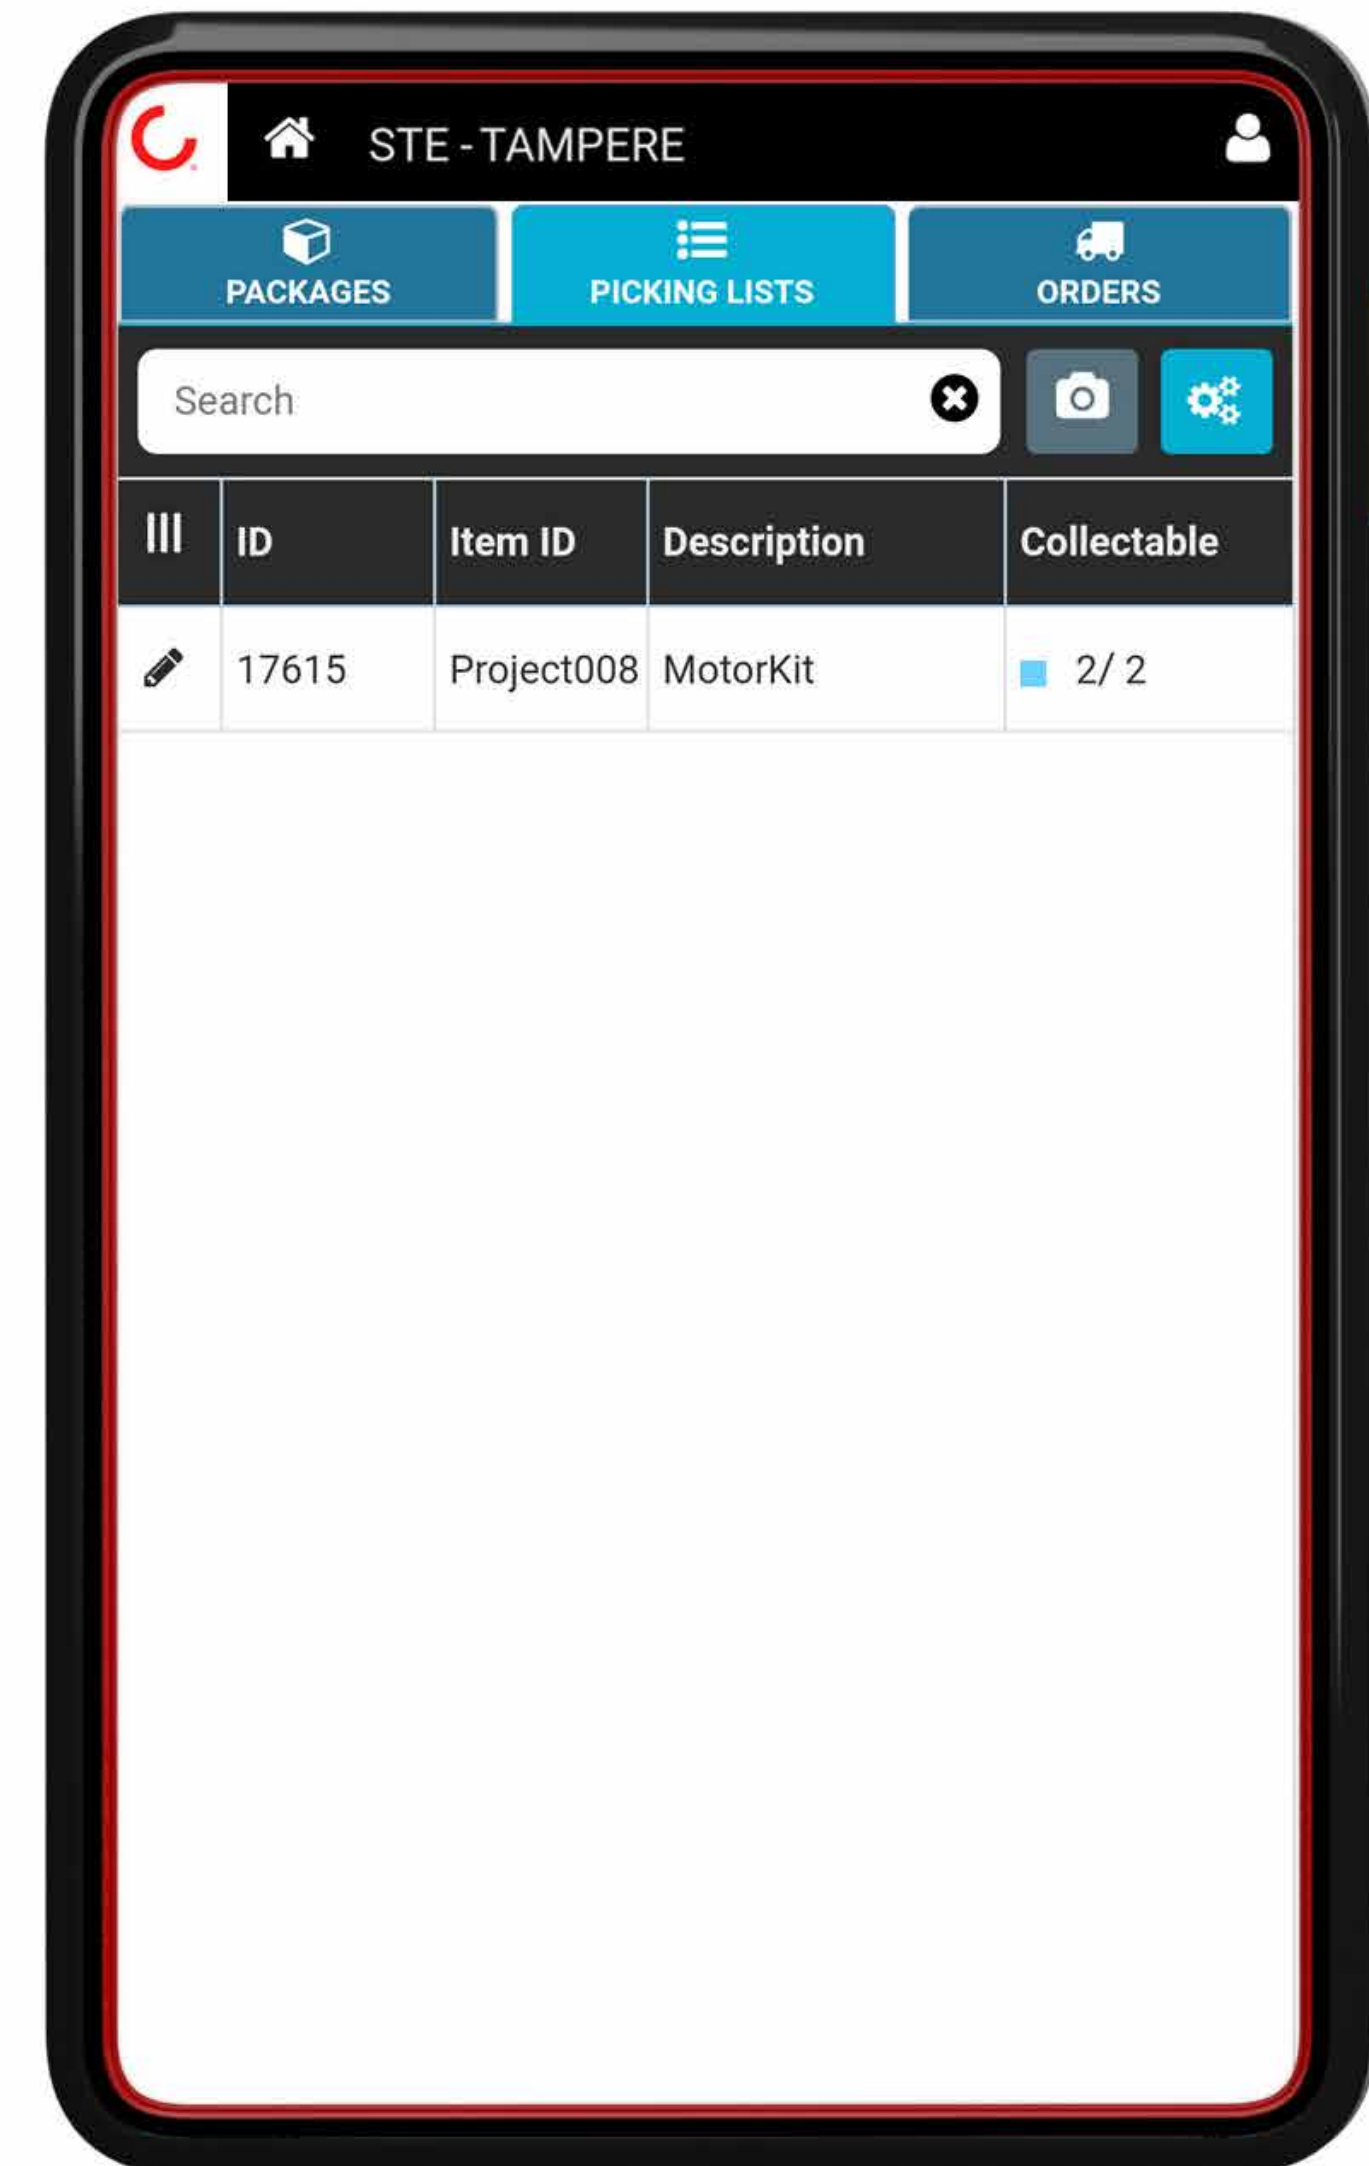 STE - TAMPERE
PACKAGES PICKING LISTS ORDERS
Search
ID Item ID Description Collectable
17615 Project008 MotorKit 2/ 2